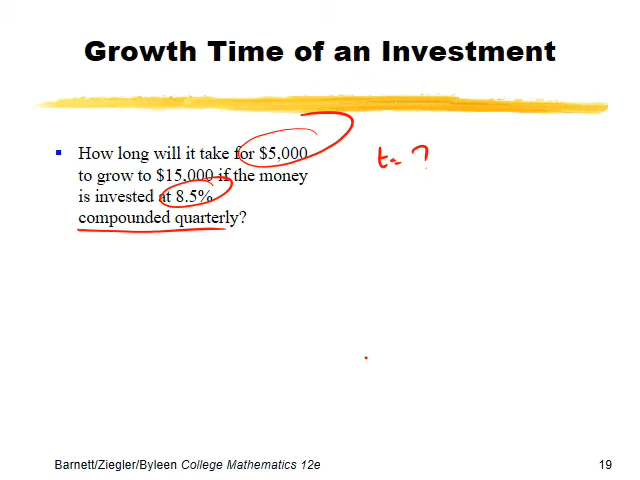 Growth Time of an Investment
▪ How long will it take for $5,000
to grow to $15,000 if the money
is invested at 8.5%
compounded quarterly?
t= ?
Barnett/Ziegler/Byleen College Mathematics 12e
19